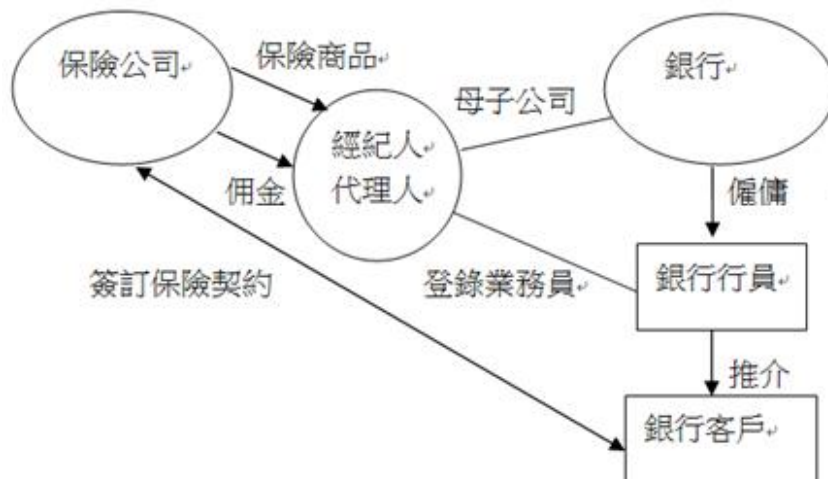 保險公司
保險商品
銀行
母子公司
經紀人
代理人
佣金
僱傭
簽訂保險契約
登錄業務員
銀行行員
推介
銀行客戶